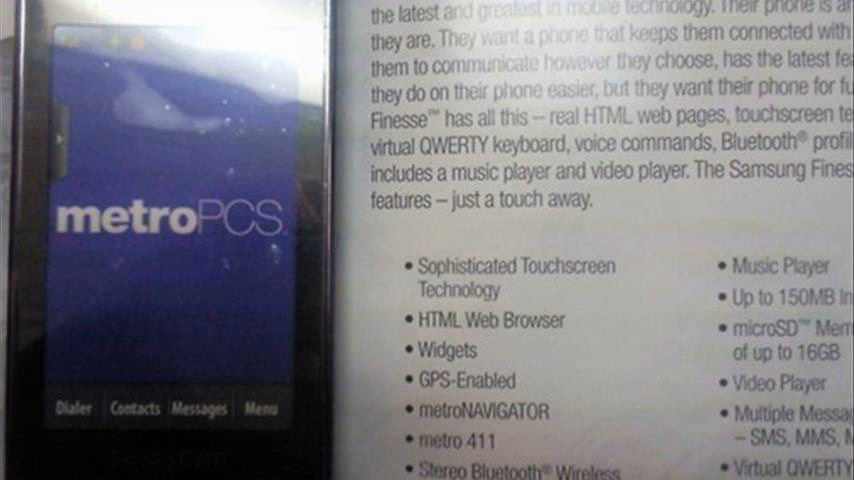 the latest and greatest in mobile technology. Their phone is an
they are. They want a phone that keeps them connected with
them to communicate however they choose, has the latest fea
they do on their phone easier, but they want their phone for fu
Finesse™ has all this – real HTML web pages, touchscreen te
virtual QWERTY keyboard, voice commands, Bluetooth® profil
includes a music player and video player. The Samsung Fines
features – just a touch away.
metroPCS
Dialer Contacts Messages Menu
• Sophisticated Touchscreen
Technology
• HTML Web Browser
• Widgets
• GPS-Enabled
• metroNAVIGATOR
• metro 411
• Stereo Bluetooth® Wireless
• Music Player
• Up to 150MB In
• microSD™ Mem
of up to 16GB
• Video Player
• Multiple Messag
– SMS, MMS, 
• Virtual QWERTY